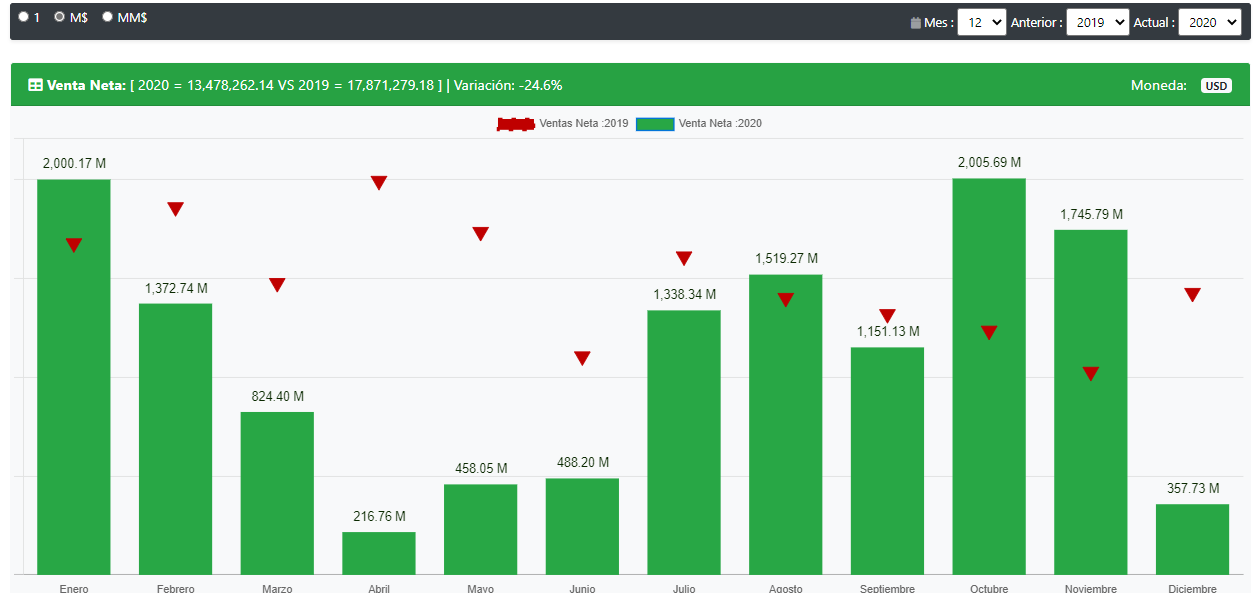 1 M$ MM$ Mes : 12 Anterior : 2019 Actual : 2020
Venta Neta: [ 2020 = 13,478,262.14 VS 2019 = 17,871,279.18 ] | Variación: -24.6% Moneda: USD
Ventas Neta :2019 Venta Neta :2020
2,000.17 M
1,372.74 M
824.40 M
216.76 M
458.05 M
488.20 M
1,338.34 M
1,519.27 M
1,151.13 M
2,005.69 M
1,745.79 M
357.73 M
Enero Febrero Marzo Abril Mayo Junio Julio Agosto Septiembre Octubre Noviembre Diciembre